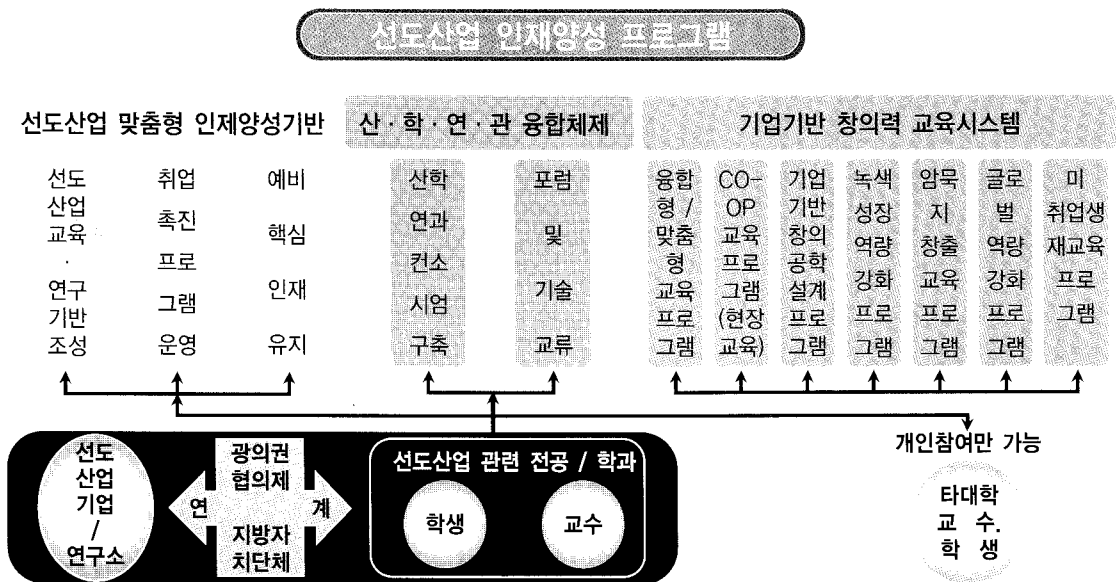 선도산업 인재양성 프로그램
선도산업 맞춤형 인재양성기반
선도
산업
교육
·
연구
기반
조성
취업
촉진
프로
그램
운영
예비
핵심
인재
유지
산·학·연·관 융합체제
산학
연과
컨소
시엄
구축
포럼
및
기술
교류
기업기반 창의력 교육시스템
융합
형 /
맞춤
형
교육
프로
그램
CO-
OP
교육
프로
그램
(현장
교육)
기업
기반
창의
공학
설계
프로
그램
녹색
성장
역량
강화
프로
그램
암묵
지
창출
교육
프로
그램
글로
벌
역량
강화
프로
그램
미
취업생
재교육
프로
그램
선도
산업
기업
/
연구소
광의권
협의제
연 계
지방자
치단체
선도산업 관련 전공 / 학과
학생
교수
개인참여만 가능
타대학
교 수.
학 생